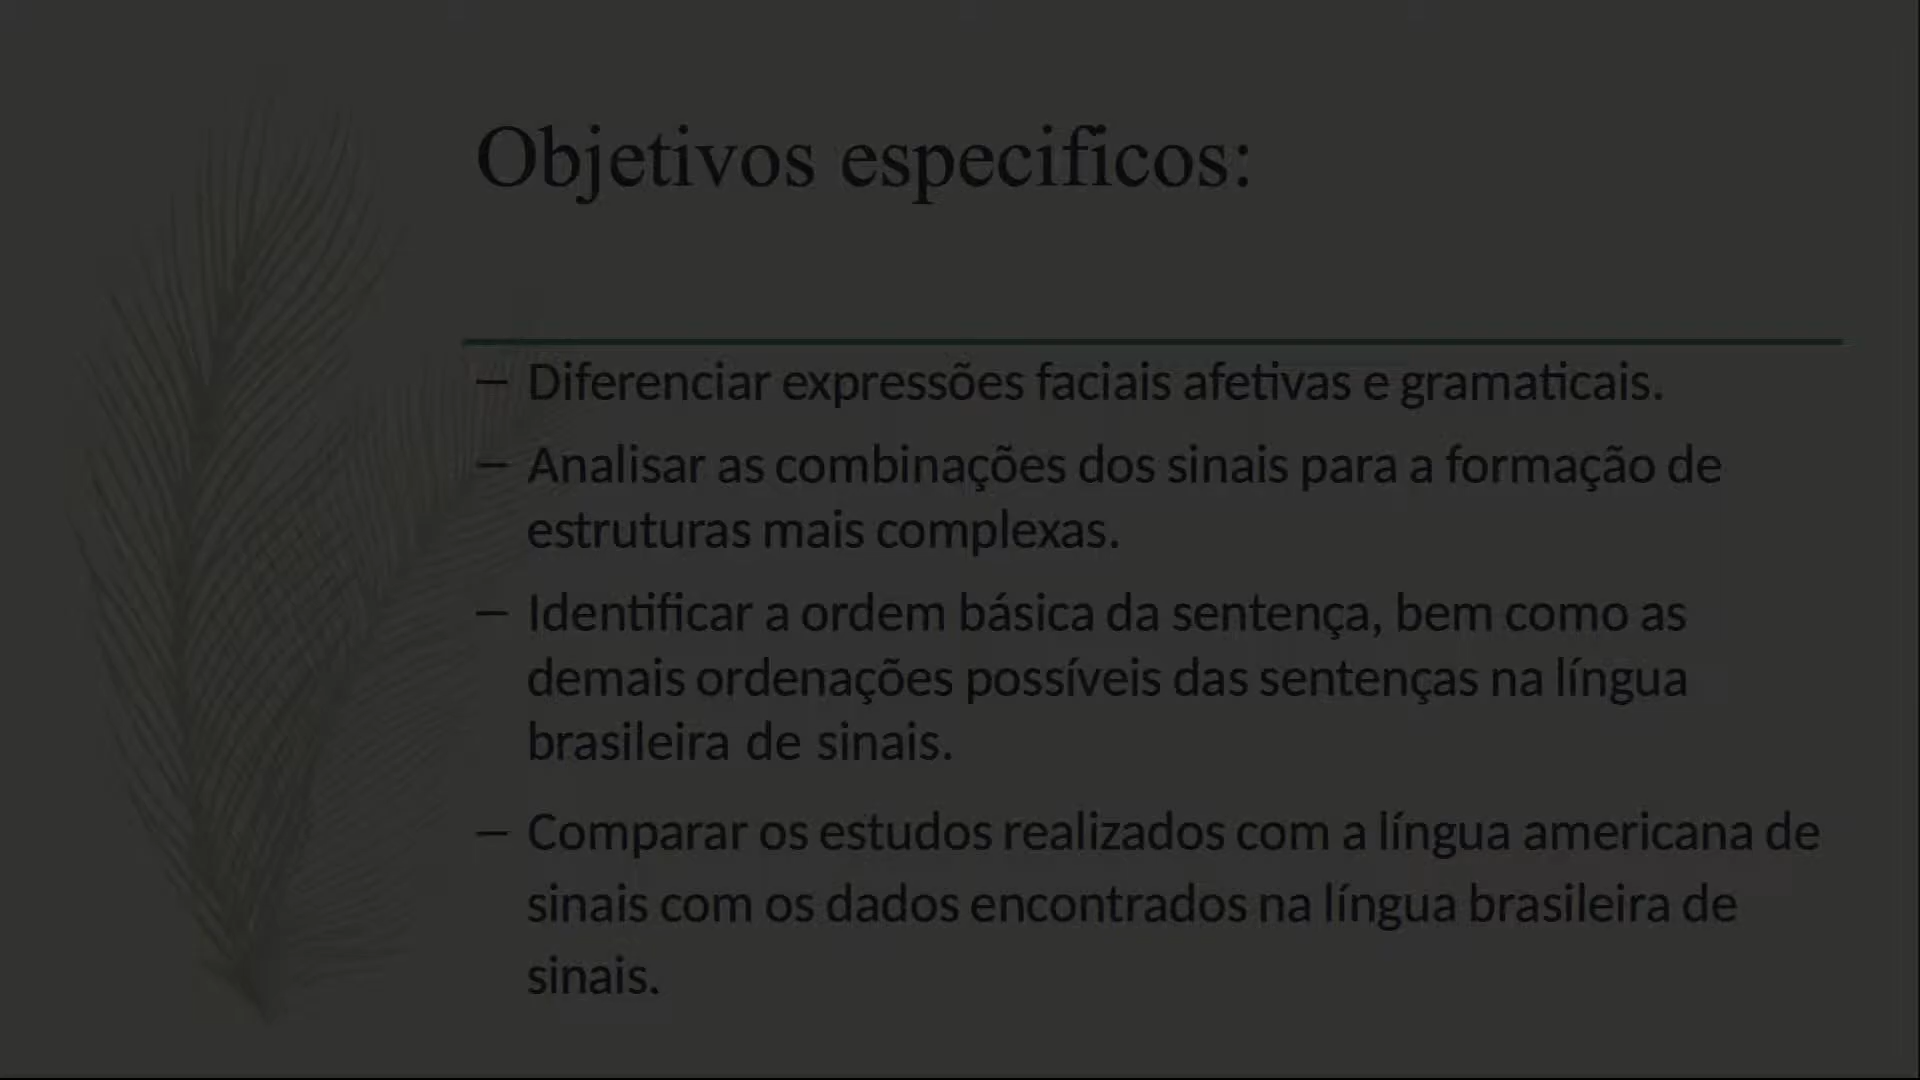 Objetivos especificos:
– Diferenciar expressões faciais afetivas e gramaticais.
– Analisar as combinações dos sinais para a formação de
estruturas mais complexas.
– Identificar a ordem básica da sentença, bem como as
demais ordenações possíveis das sentenças na língua
brasileira de sinais.
– Comparar os estudos realizados com a língua americana de
sinais com os dados encontrados na língua brasileira de
sinais.